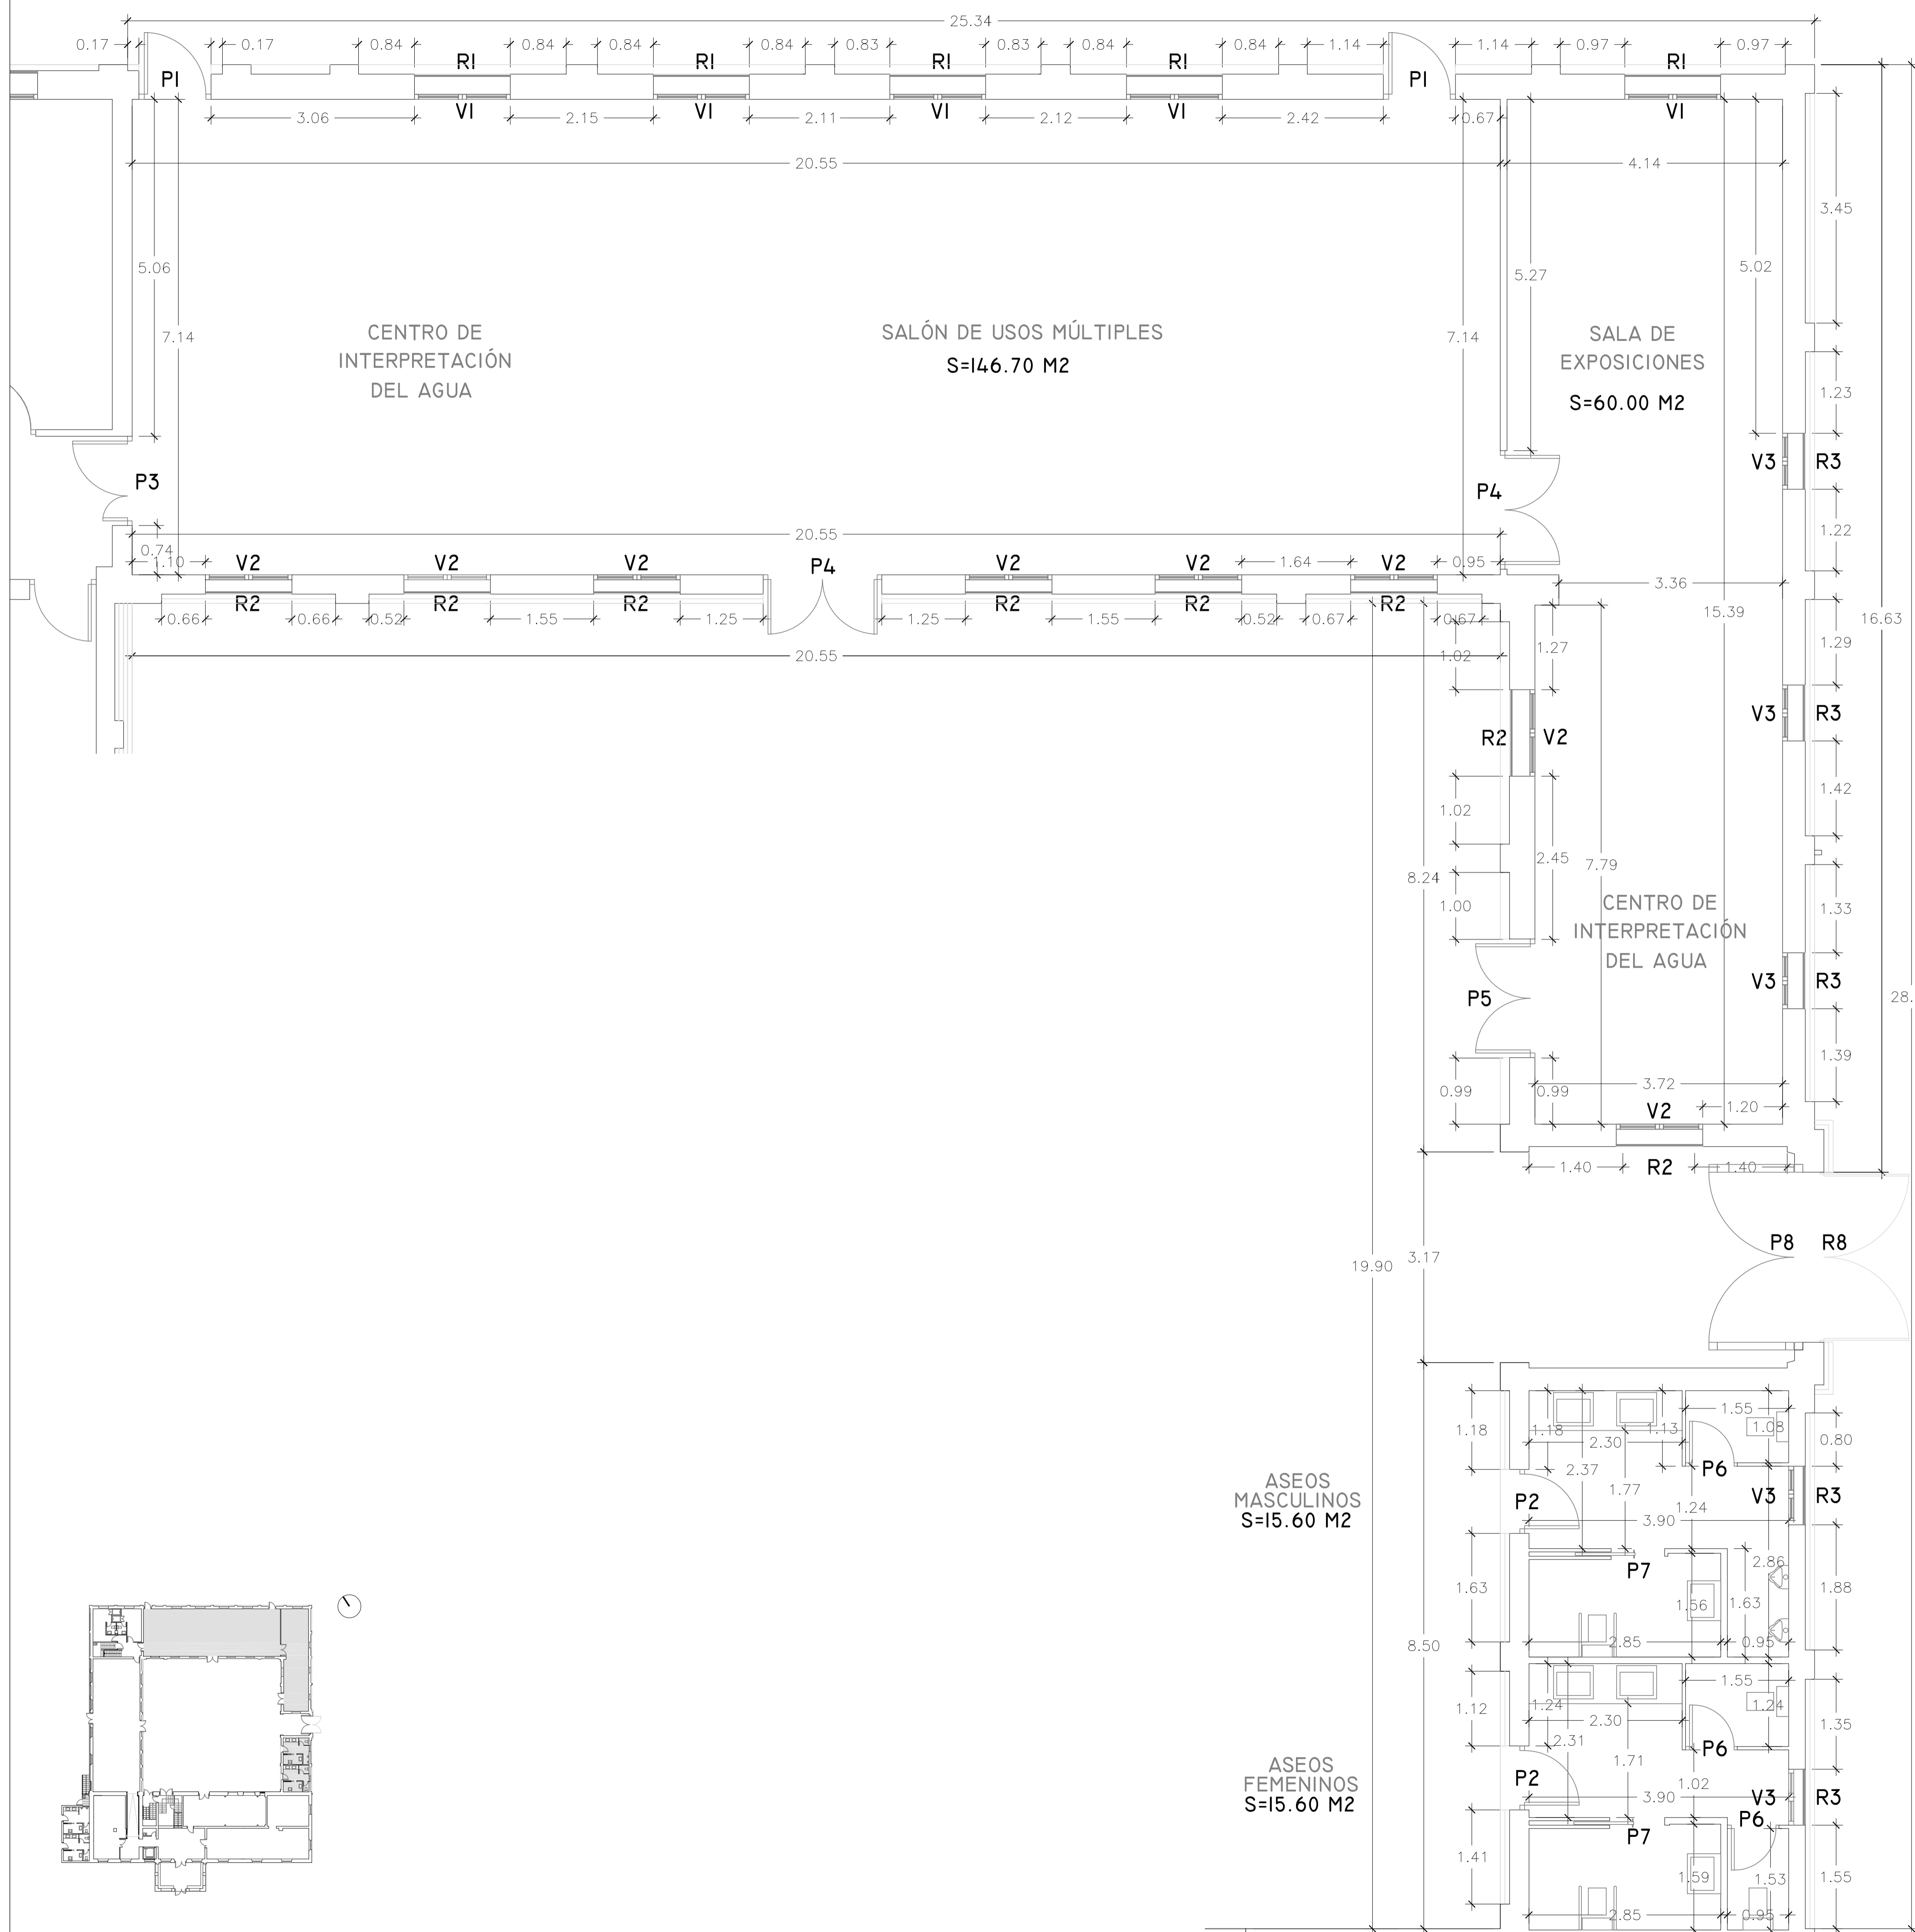 25.34
0.17
0.17
0.84
0.84
0.84
0.84
0.83
0.83
0.84
0.84
1.14
1.14
0.97
0.97
R1
R1
R1
R1
R1
P1
P1
V1
V1
V1
V1
V1
3.06
2.15
2.11
2.12
2.42
0.67
20.55
4.14
3.45
5.06
7.14
7.14
5.27
5.02
CENTRO DE
INTERPRETACIÓN
DEL AGUA
SALÓN DE USOS MÚLTIPLES
S=146.70 M2
SALA DE
EXPOSICIONES
S=60.00 M2
1.23
V3
R3
P3
P4
1.22
20.55
0.74
1.10
V2
V2
V2
P4
V2
V2
1.64
V2
0.95
3.36
R2
R2
R2
R2
R2
R2
15.39
16.63
0.66
0.66
0.52
1.55
1.25
1.25
1.55
0.52
0.67
0.67
20.55
1.02
1.27
1.29
R2
V2
V3
R3
1.02
1.42
2.45
7.79
8.24
1.00
1.33
CENTRO DE
INTERPRETACIÓN
DEL AGUA
V3
R3
P5
28.
1.39
0.99
0.99
3.72
1.20
V2
1.40
R2
1.40
P8
R8
19.90
3.17
1.18
1.18
1.13
1.55
1.08
0.80
2.30
2.37
P6
1.77
ASEOS
MASCULINOS
S=15.60 M2
P2
1.24
3.90
V3
R3
P7
2.86
1.63
1.56
1.63
1.88
8.50
2.85
0.95
1.12
1.24
1.55
1.24
2.30
1.35
2.31
1.71
P6
ASEOS
FEMENINOS
S=15.60 M2
P2
1.02
3.90
V3
R3
P7
P6
1.41
1.59
1.53
1.55
2.85
0.95